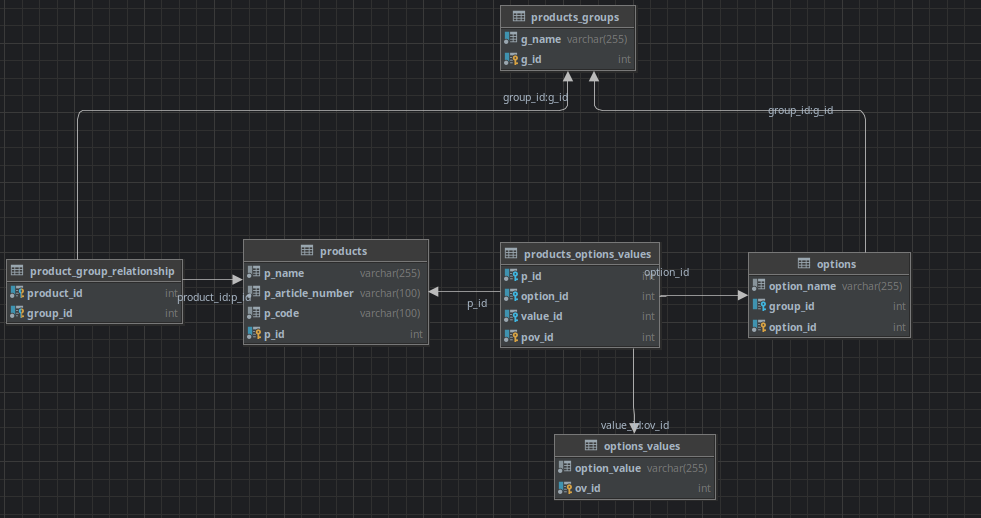 products_groups
g_name varchar(255)
g_id int
group_id:g_id
group_id:g_id
product_group_relationship
product_id int
group_id int
product_id:p_id
products
p_name varchar(255)
p_article_number varchar(100)
p_code varchar(100)
p_id int
p_id
products_options_values
p_id int
option_id int
value_id int
pov_id int
option_id
options
option_name varchar(255)
group_id int
option_id int
value_id:ov_id
options_values
option_value varchar(255)
ov_id int